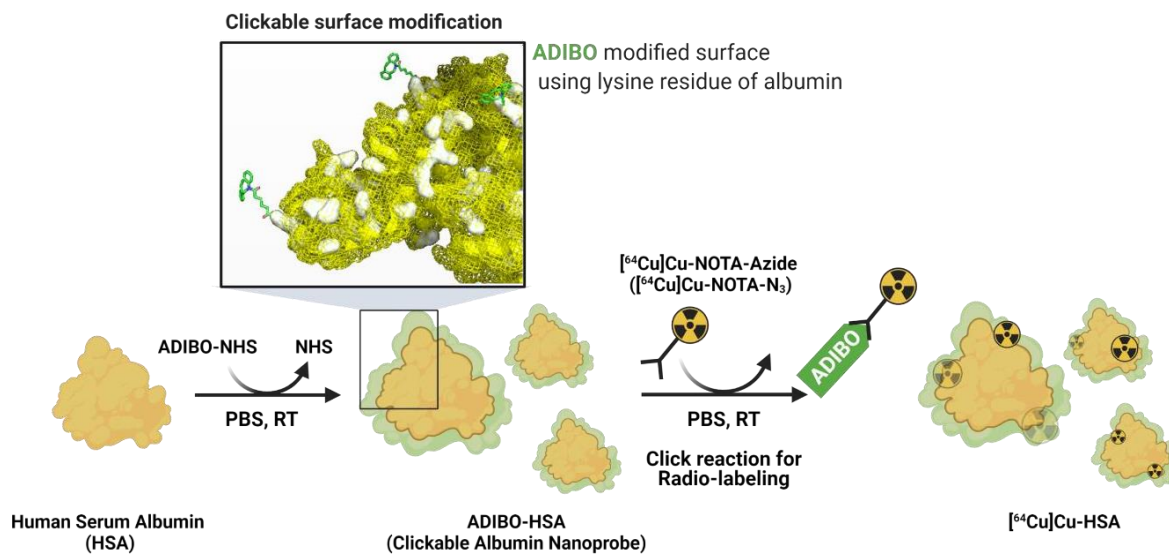 Clickable surface modification
ADIBO modified surface
using lysine residue of albumin
[⁶⁴Cu]Cu-NOTA-Azide
([⁶⁴Cu]Cu-NOTA-N₃)
ADIBO-NHS
NHS
PBS, RT
ADIBO
PBS, RT
Click reaction for
Radio-labeling
Human Serum Albumin
(HSA)
ADIBO-HSA
(Clickable Albumin Nanoprobe)
[⁶⁴Cu]Cu-HSA